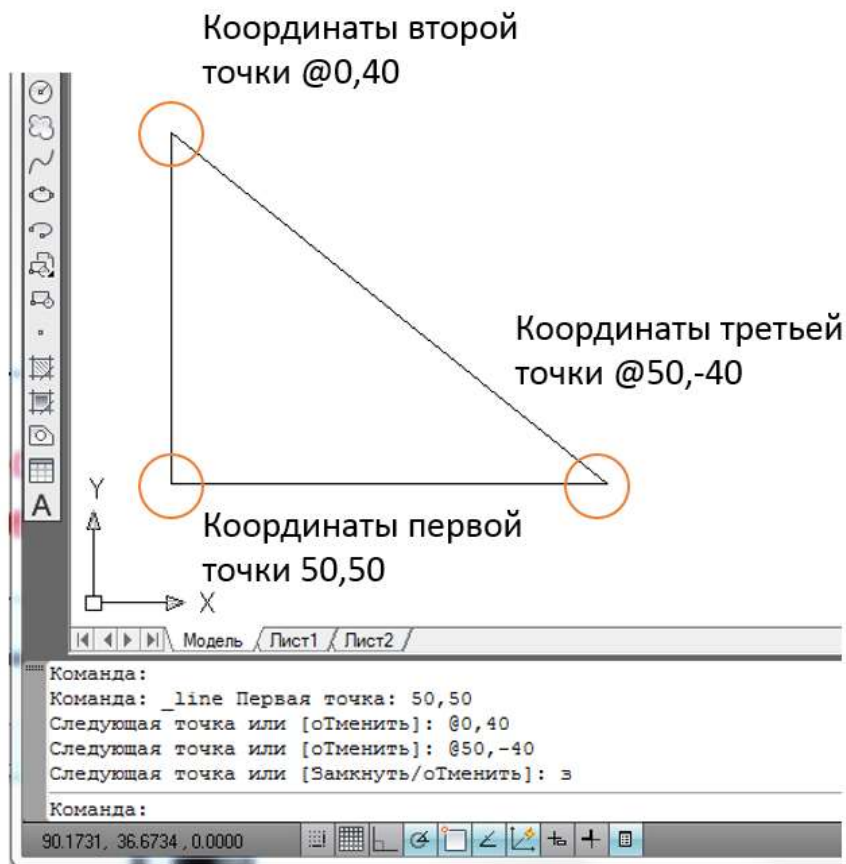 Координаты второй
точки @0,40
Координаты третьей
точки @50,-40
A
Y
Координаты первой
точки 50,50
X
Модель Лист1 Лист2
Команда:
Команда: _line Первая точка: 50,50
Следующая точка или [оТменить]: @0,40
Следующая точка или [оТменить]: @50,-40
Следующая точка или [Замкнуть/оТменить]: з
Команда:
90.1731, 36.6734 , 0.0000